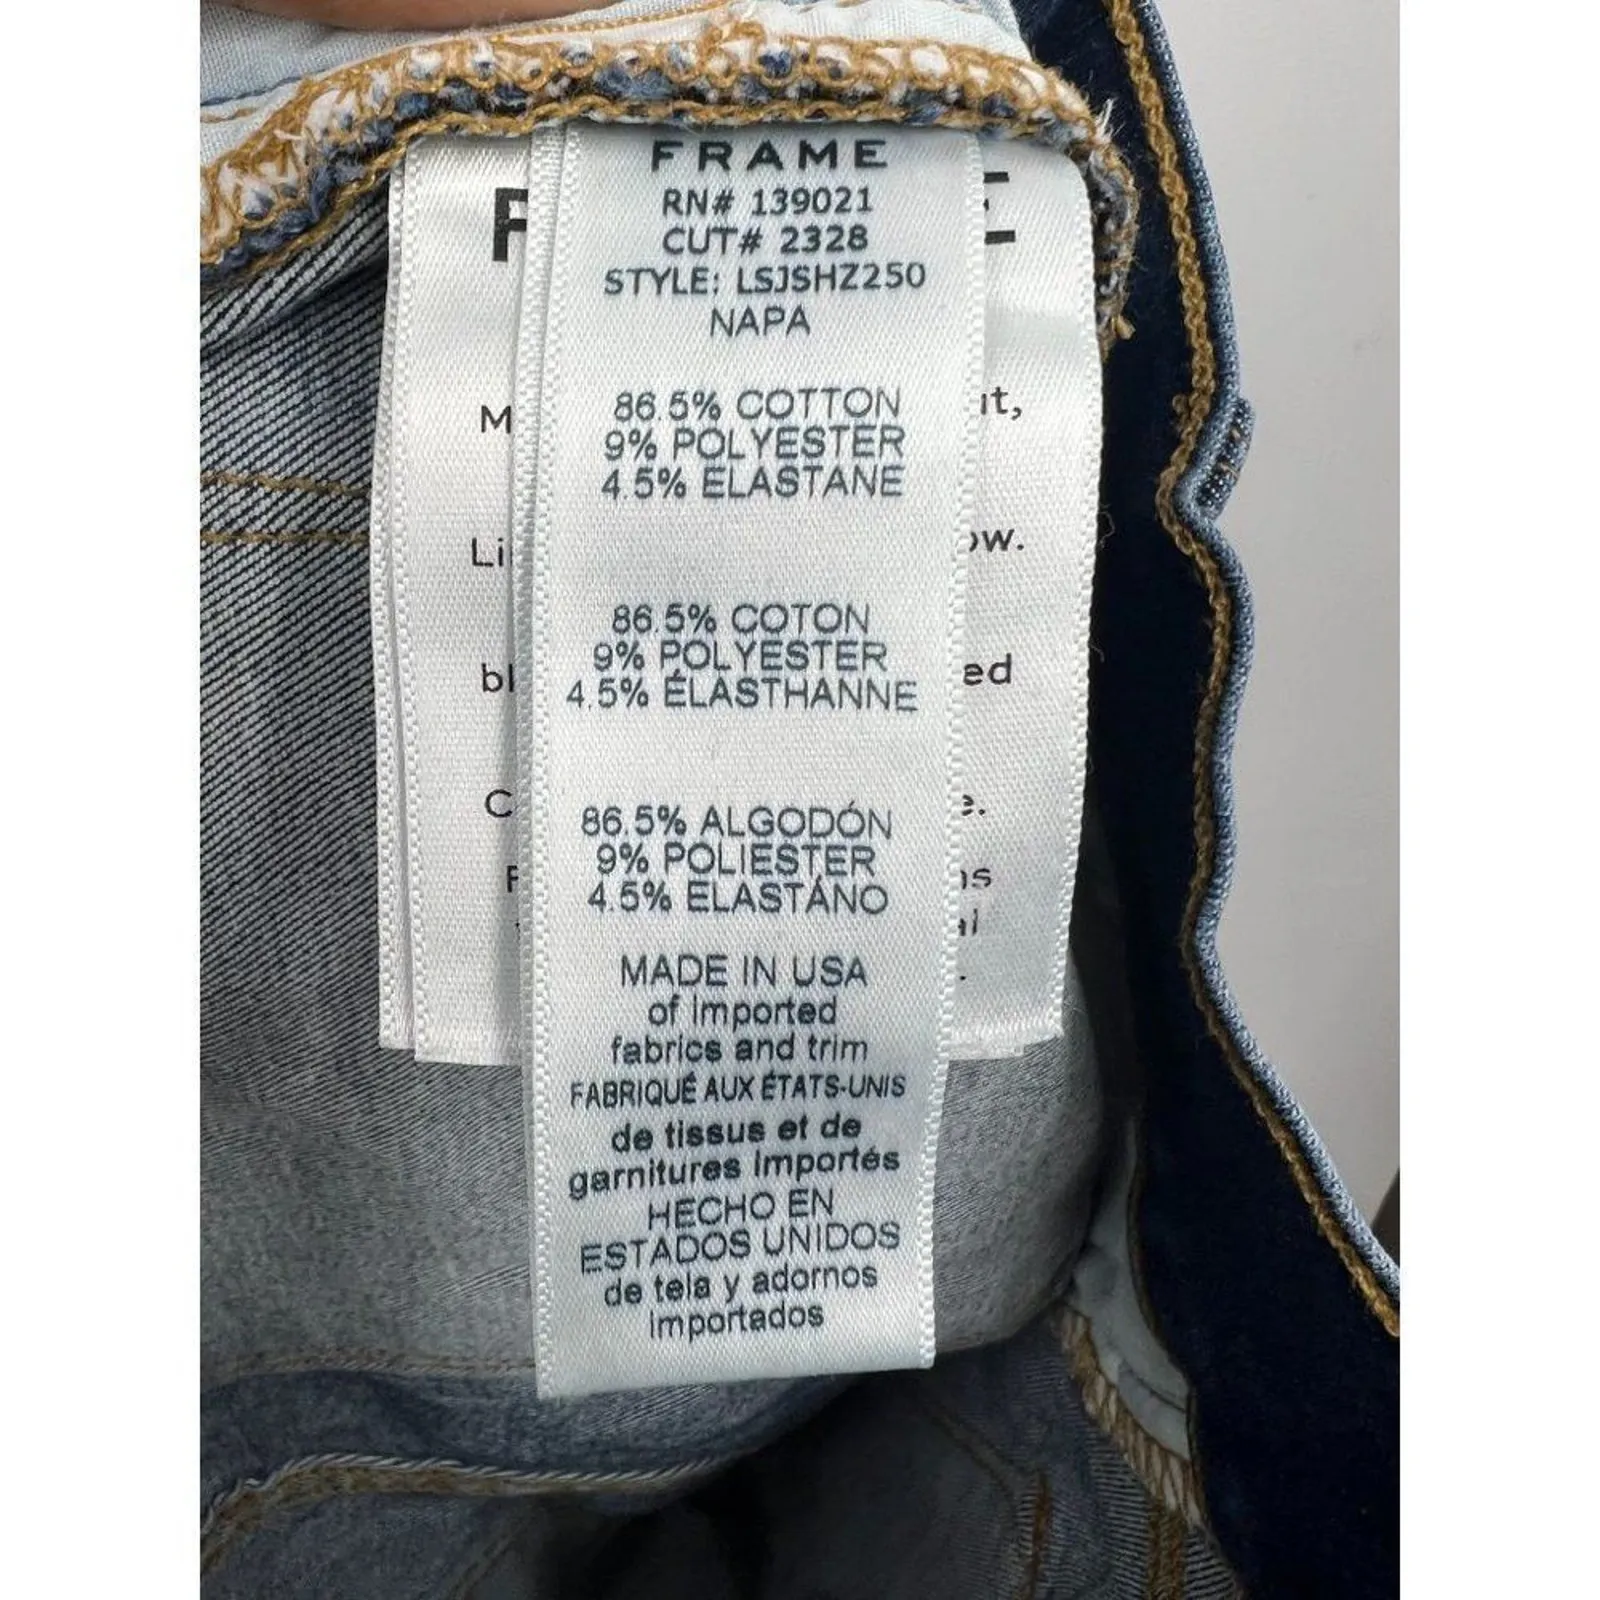 FRAME
RN# 139021
CUT# 2328
STYLE: LSJSHZ250
NAPA
86.5% COTTON
9% POLYESTER
4.5% ELASTANE
86.5% COTON
9% POLYESTER
4.5% ÉLASTHANNE
86.5% ALGODÓN
9% POLIÉSTER
4.5% ELASTÁNO
MADE IN USA
of imported
fabrics and trim
FABRIQUÉ AUX ÉTATS-UNIS
de tissus et de
garnitures importés
HECHO EN
ESTADOS UNIDOS
de tela y adornos
importados